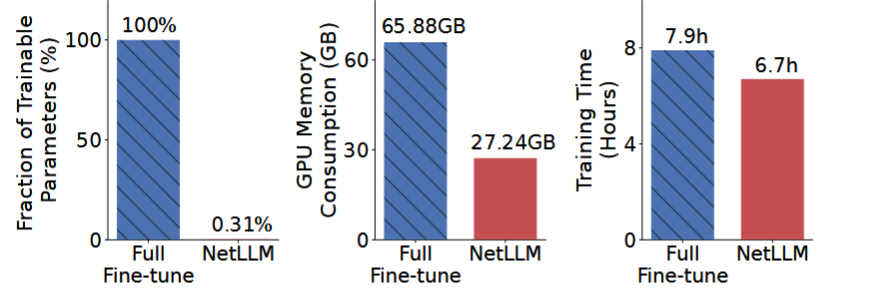 Fraction of Trainable
Parameters (%)
100
50
0
100%
0.31%
Full
Fine-tune
NetLLM
GPU Memory
Consumption (GB)
60
30
0
65.88GB
27.24GB
Full
Fine-tune
NetLLM
Training Time
(Hours)
8
4
0
7.9h
6.7h
Full
Fine-tune
NetLLM